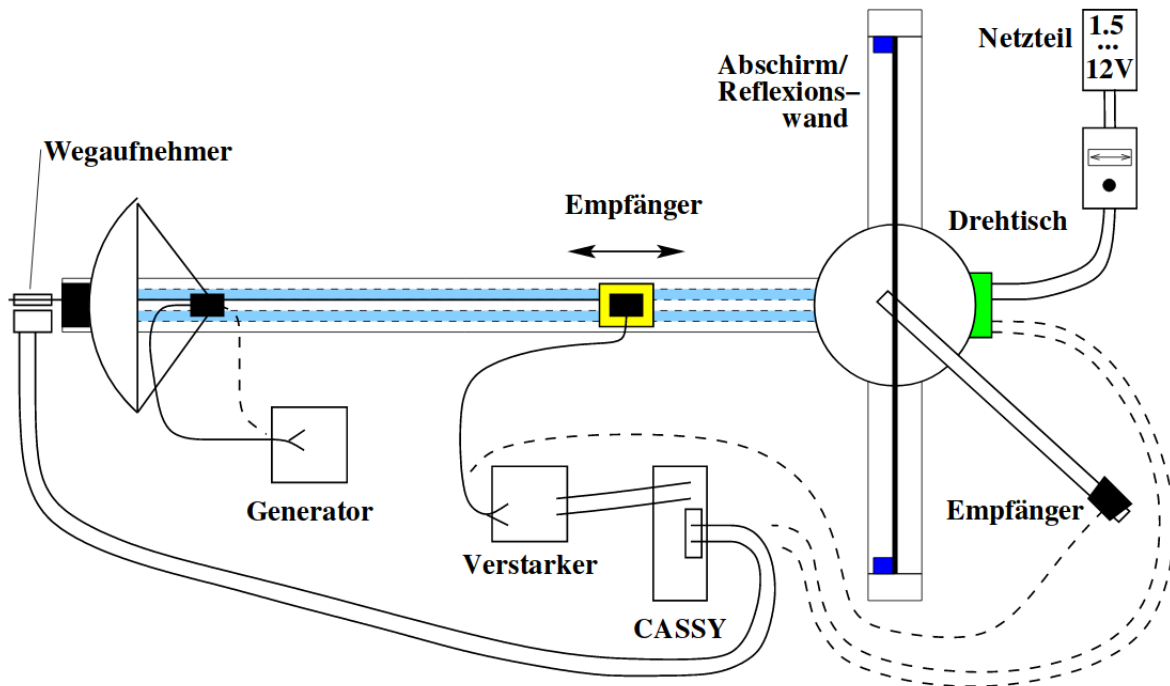 Netzteil
1.5
...
12V
Abschirm/
Reflexions–
wand
Wegaufnehmer
Empfänger
Drehtisch
Generator
Verstarker
Empfänger
CASSY